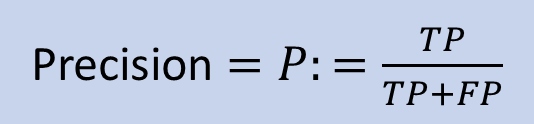 Precision = P: = TP / TP+FP